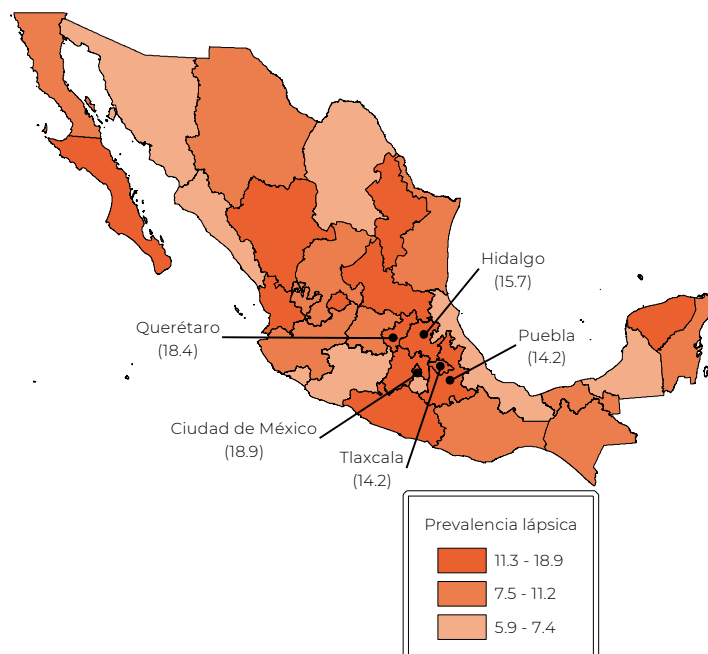 Hidalgo
(15.7)
Querétaro
(18.4)
Puebla
(14.2)
Ciudad de México
(18.9)
Tlaxcala
(14.2)
Prevalencia lápsica
11.3 - 18.9
7.5 - 11.2
5.9 - 7.4